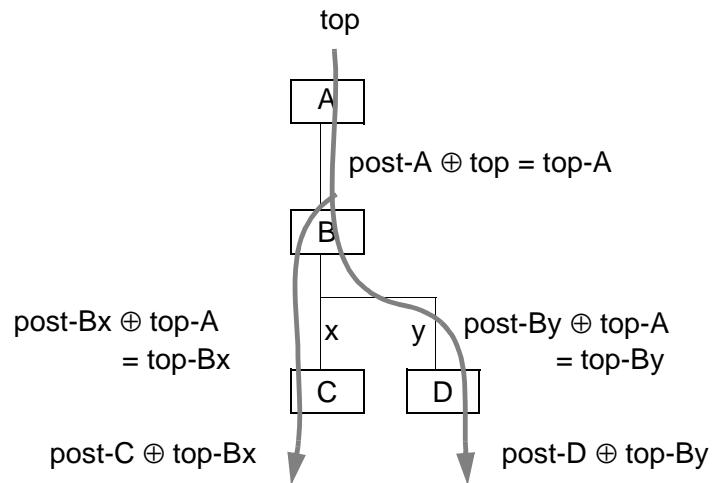 top
A
post-A ⊕ top = top-A
B
post-Bx ⊕ top-A
= top-Bx
x
y
post-By ⊕ top-A
= top-By
C
D
post-C ⊕ top-Bx
post-D ⊕ top-By